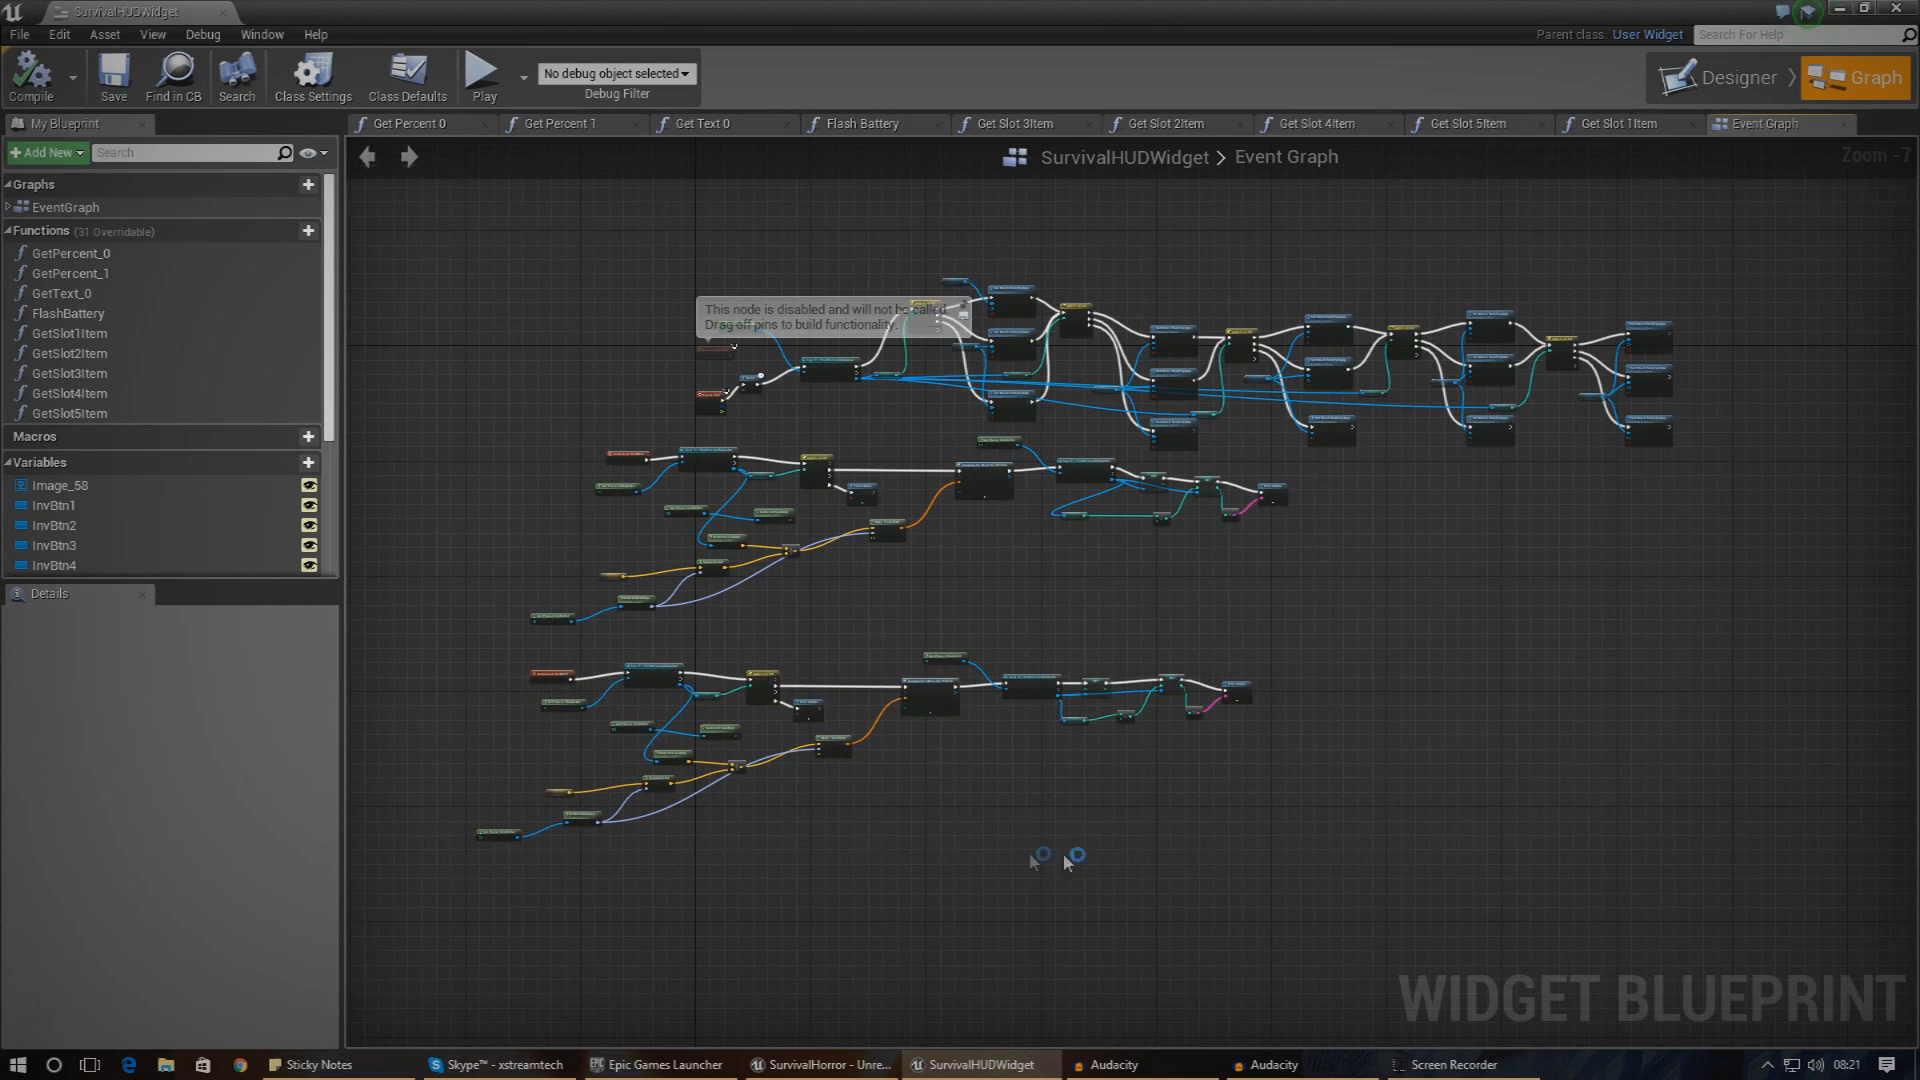 SurvivalHUDWidget
File Edit Asset View Debug Window Help
Parent class: User Widget
Search For Help
Compile
Save
Find in CB
Search
Class Settings
Class Defaults
Play
No debug object selected
Debug Filter
Designer
Graph
My Blueprint
Get Percent 0
Get Percent 1
Get Text 0
Flash Battery
Get Slot 3Item
Get Slot 2Item
Get Slot 4Item
Get Slot 5Item
Get Slot 1Item
Event Graph
Add New
Search
SurvivalHUDWidget > Event Graph
Zoom -7
Graphs
EventGraph
Functions (31 Overridable)
GetPercent_0
GetPercent_1
GetText_0
FlashBattery
GetSlot1Item
GetSlot2Item
GetSlot3Item
GetSlot4Item
GetSlot5Item
Macros
Variables
Image_58
InvBtn1
InvBtn2
InvBtn3
InvBtn4
Details
This node is disabled and will not be called.
Drag off pins to build functionality.
WIDGET BLUEPRINT
Sticky Notes
Skype™ - xstreamtech
Epic Games Launcher
SurvivalHorror - Unre...
SurvivalHUDWidget
Audacity
Audacity
Screen Recorder
08:21